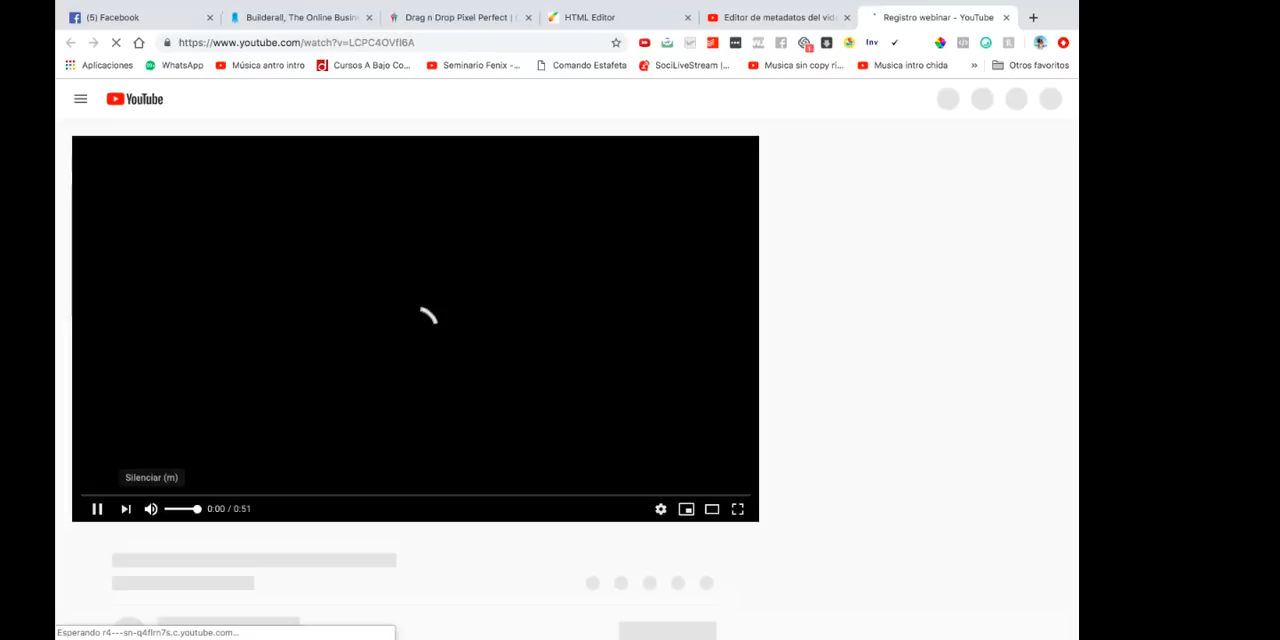 (5) Facebook
Builderall, The Online Busin
Drag n Drop Pixel Perfect |
HTML Editor
Editor de metadatos del vid
Registro webinar - YouTube
https://www.youtube.com/watch?v=LCPC4OVfI6A
Inv
1
Aplicaciones
WhatsApp
Música antro intro
Cursos A Bajo Co...
Seminario Fenix -...
Comando Estafeta
SociLiveStream |...
Musica sin copy ri...
Musica intro chida
»
Otros favoritos
YouTube
Silenciar (m)
0:00 / 0:51
Esperando r4---sn-q4flrn7s.c.youtube.com...